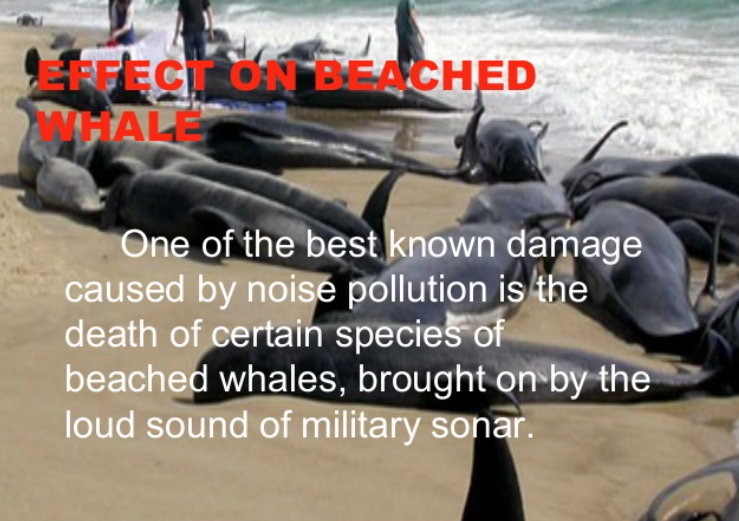 EFFECT ON BEACHED
WHALE
One of the best known damage
caused by noise pollution is the
death of certain species of
beached whales, brought on by the
loud sound of military sonar.